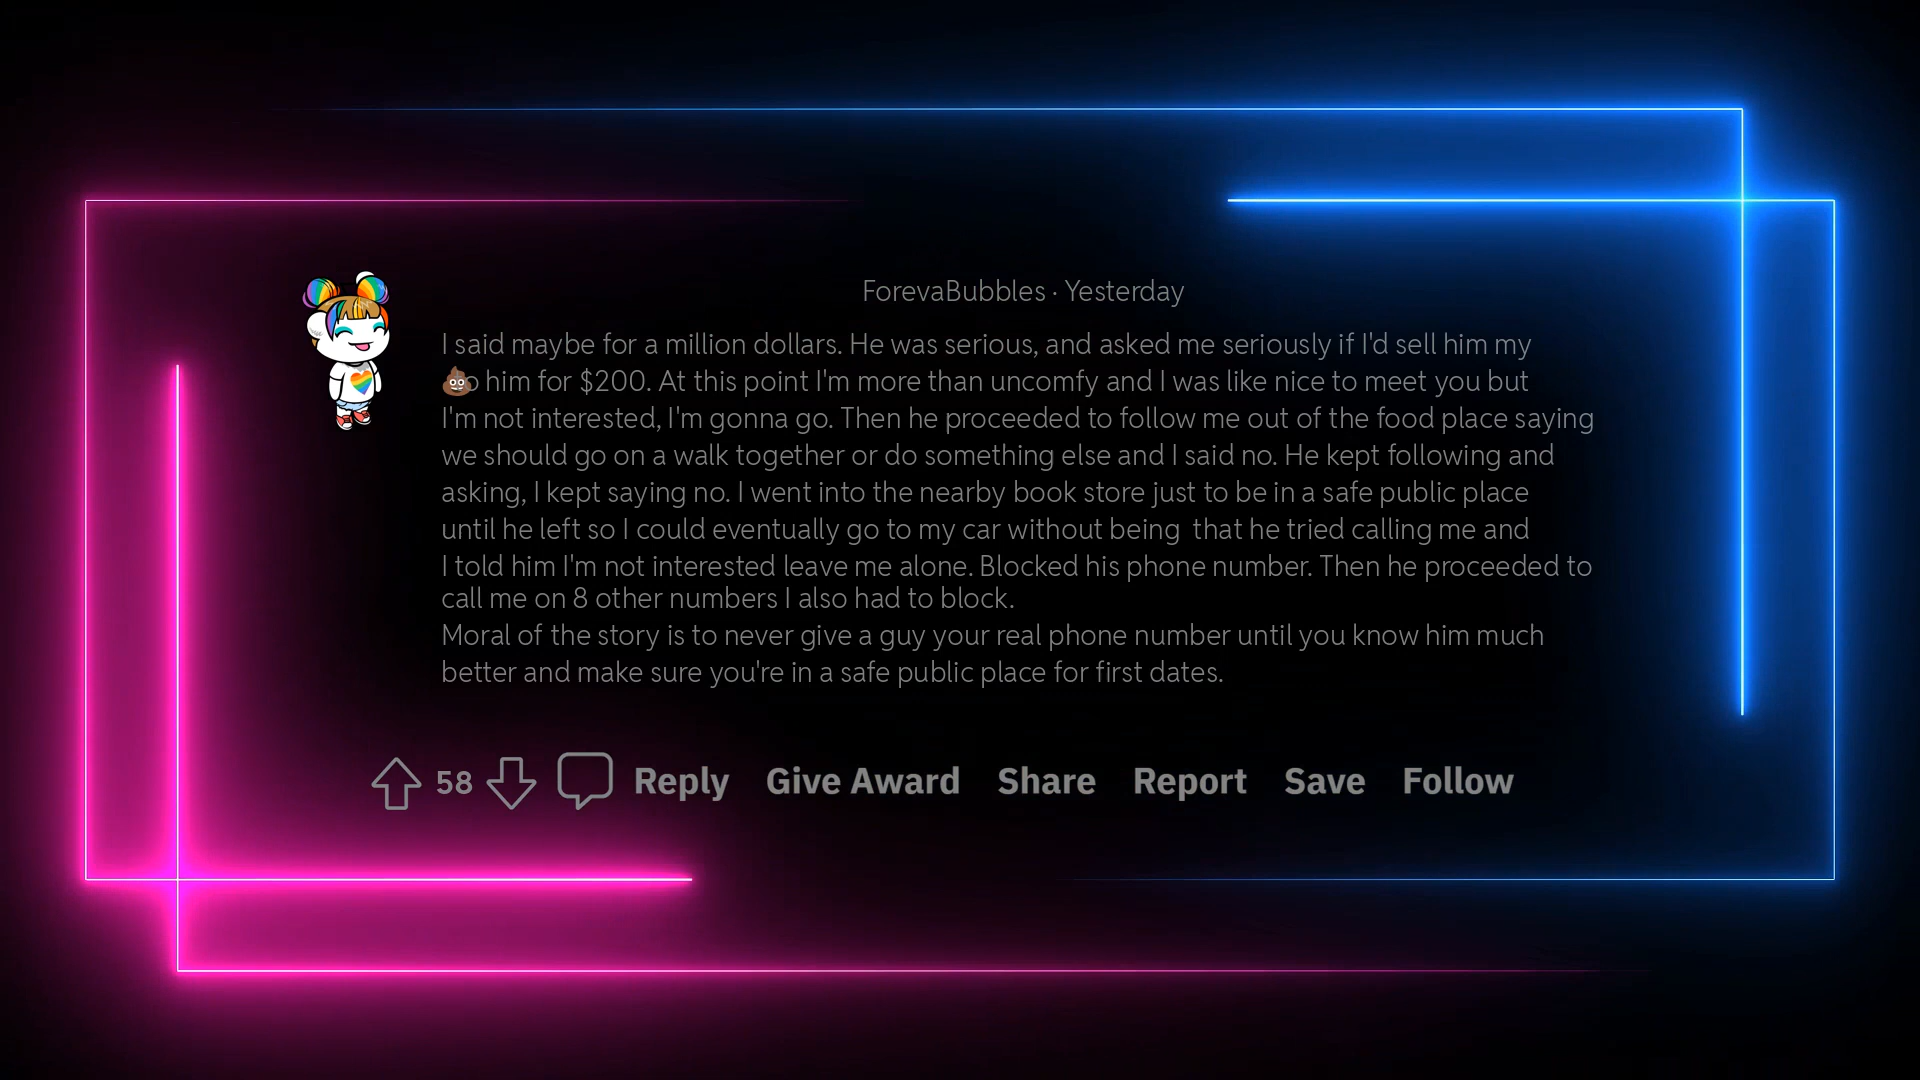 ForevaBubbles · Yesterday
I said maybe for a million dollars. He was serious, and asked me seriously if I'd sell him my
💩o him for $200. At this point I'm more than uncomfy and I was like nice to meet you but
I'm not interested, I'm gonna go. Then he proceeded to follow me out of the food place saying
we should go on a walk together or do something else and I said no. He kept following and
asking, I kept saying no. I went into the nearby book store just to be in a safe public place
until he left so I could eventually go to my car without being  that he tried calling me and
I told him I'm not interested leave me alone. Blocked his phone number. Then he proceeded to
call me on 8 other numbers I also had to block.
Moral of the story is to never give a guy your real phone number until you know him much
better and make sure you're in a safe public place for first dates.
58 Reply Give Award Share Report Save Follow